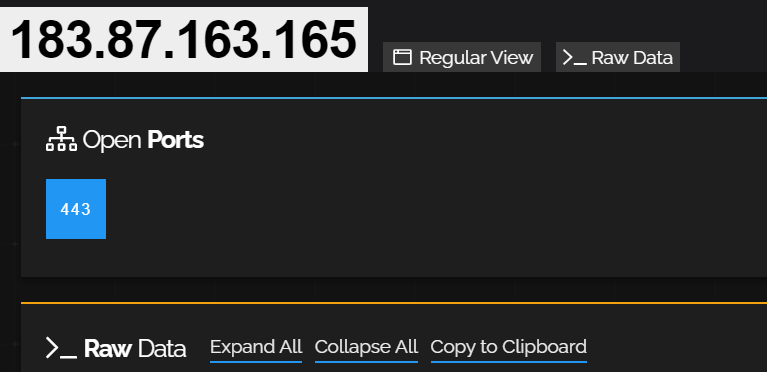 183.87.163.165
Regular View
Raw Data
Open Ports
443
Raw Data Expand All Collapse All Copy to Clipboard